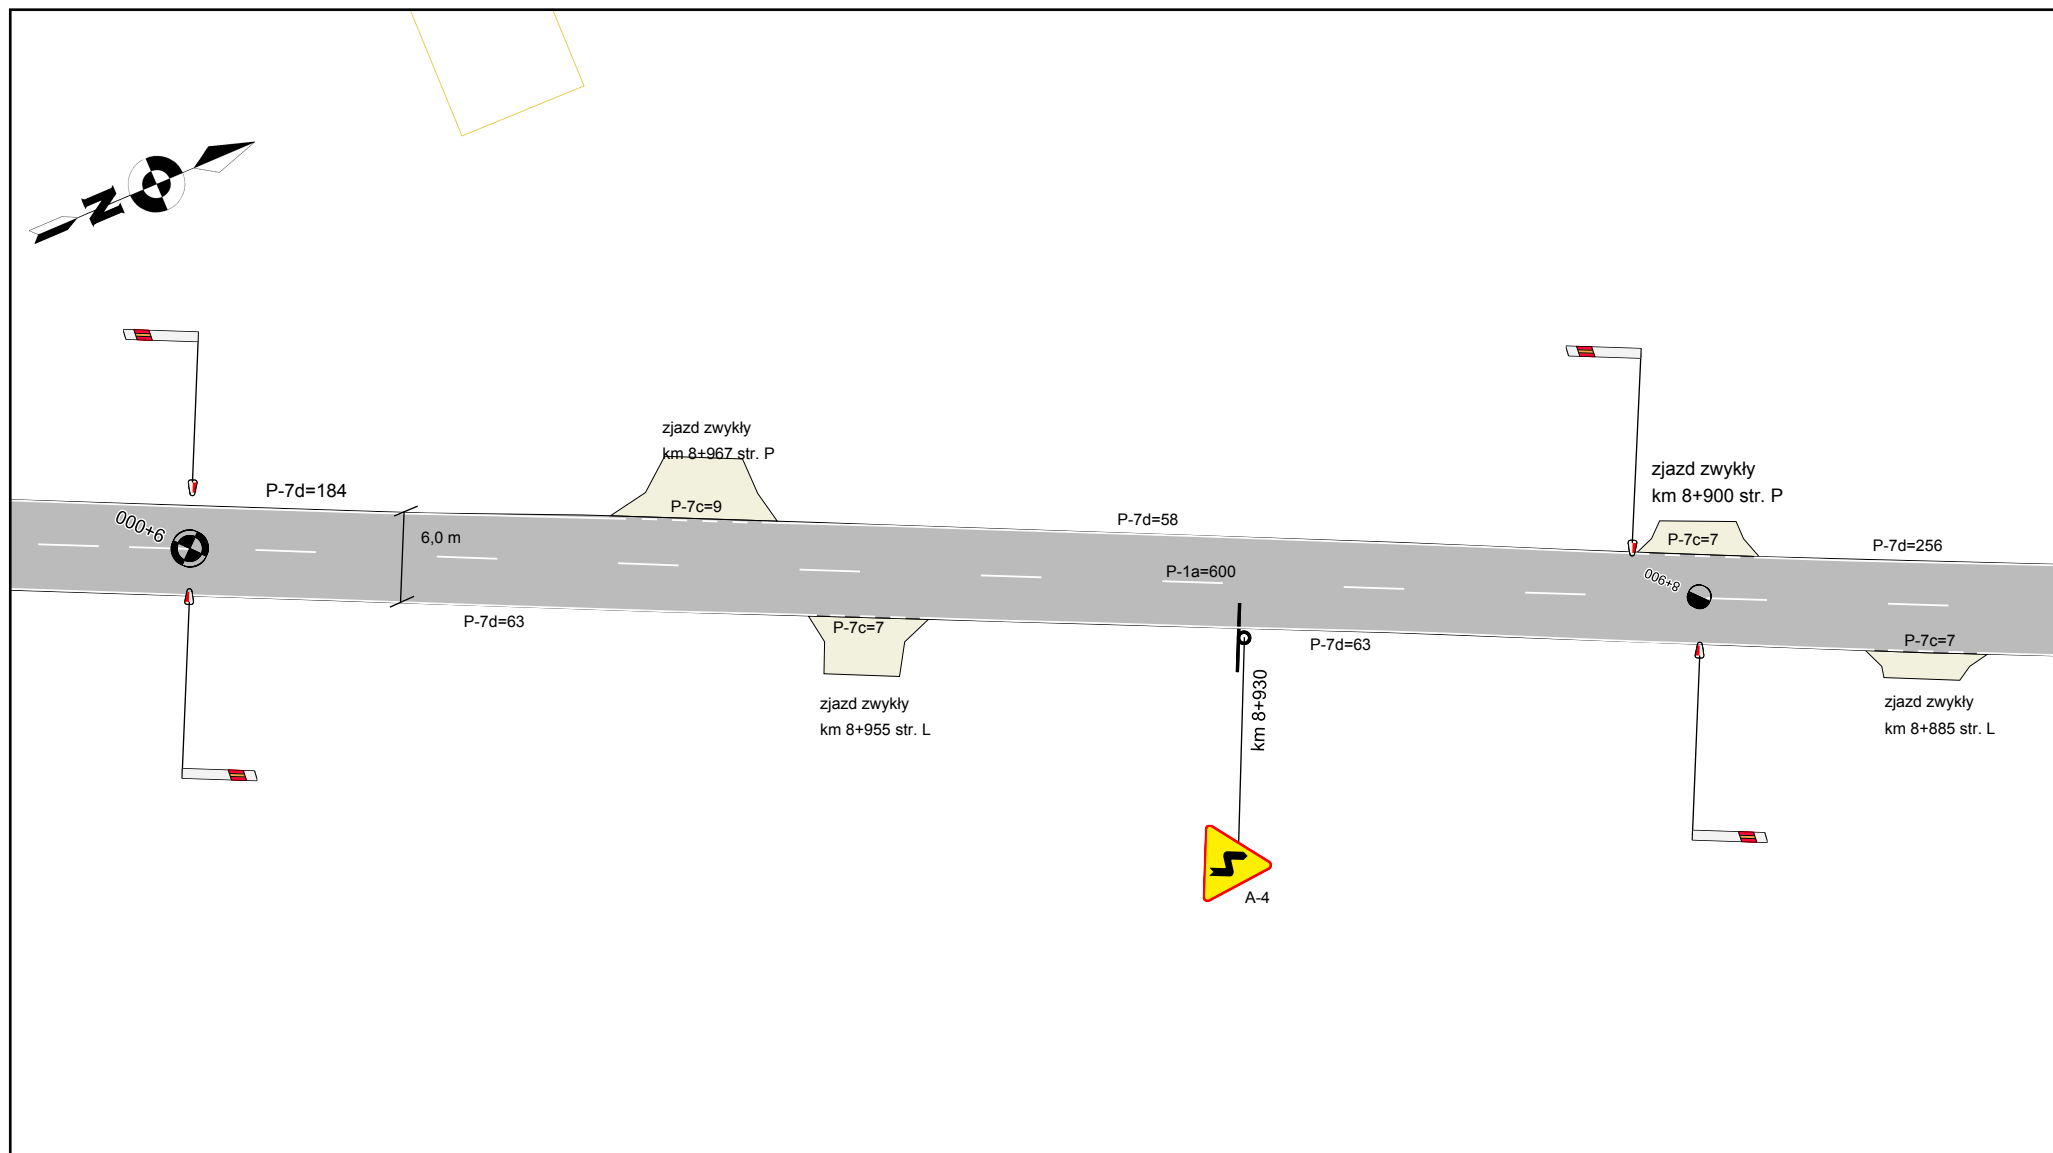 N
zjazd zwykły
km 8+967 str. P
zjazd zwykły
km 8+900 str. P
P-7d=184
P-7c=9
P-7d=58
9+000
6,0 m
P-7c=7
P-7d=256
P-1a=600
8+900
P-7d=63
P-7c=7
P-7d=63
P-7c=7
zjazd zwykły
km 8+955 str. L
km 8+930
zjazd zwykły
km 8+885 str. L
A-4